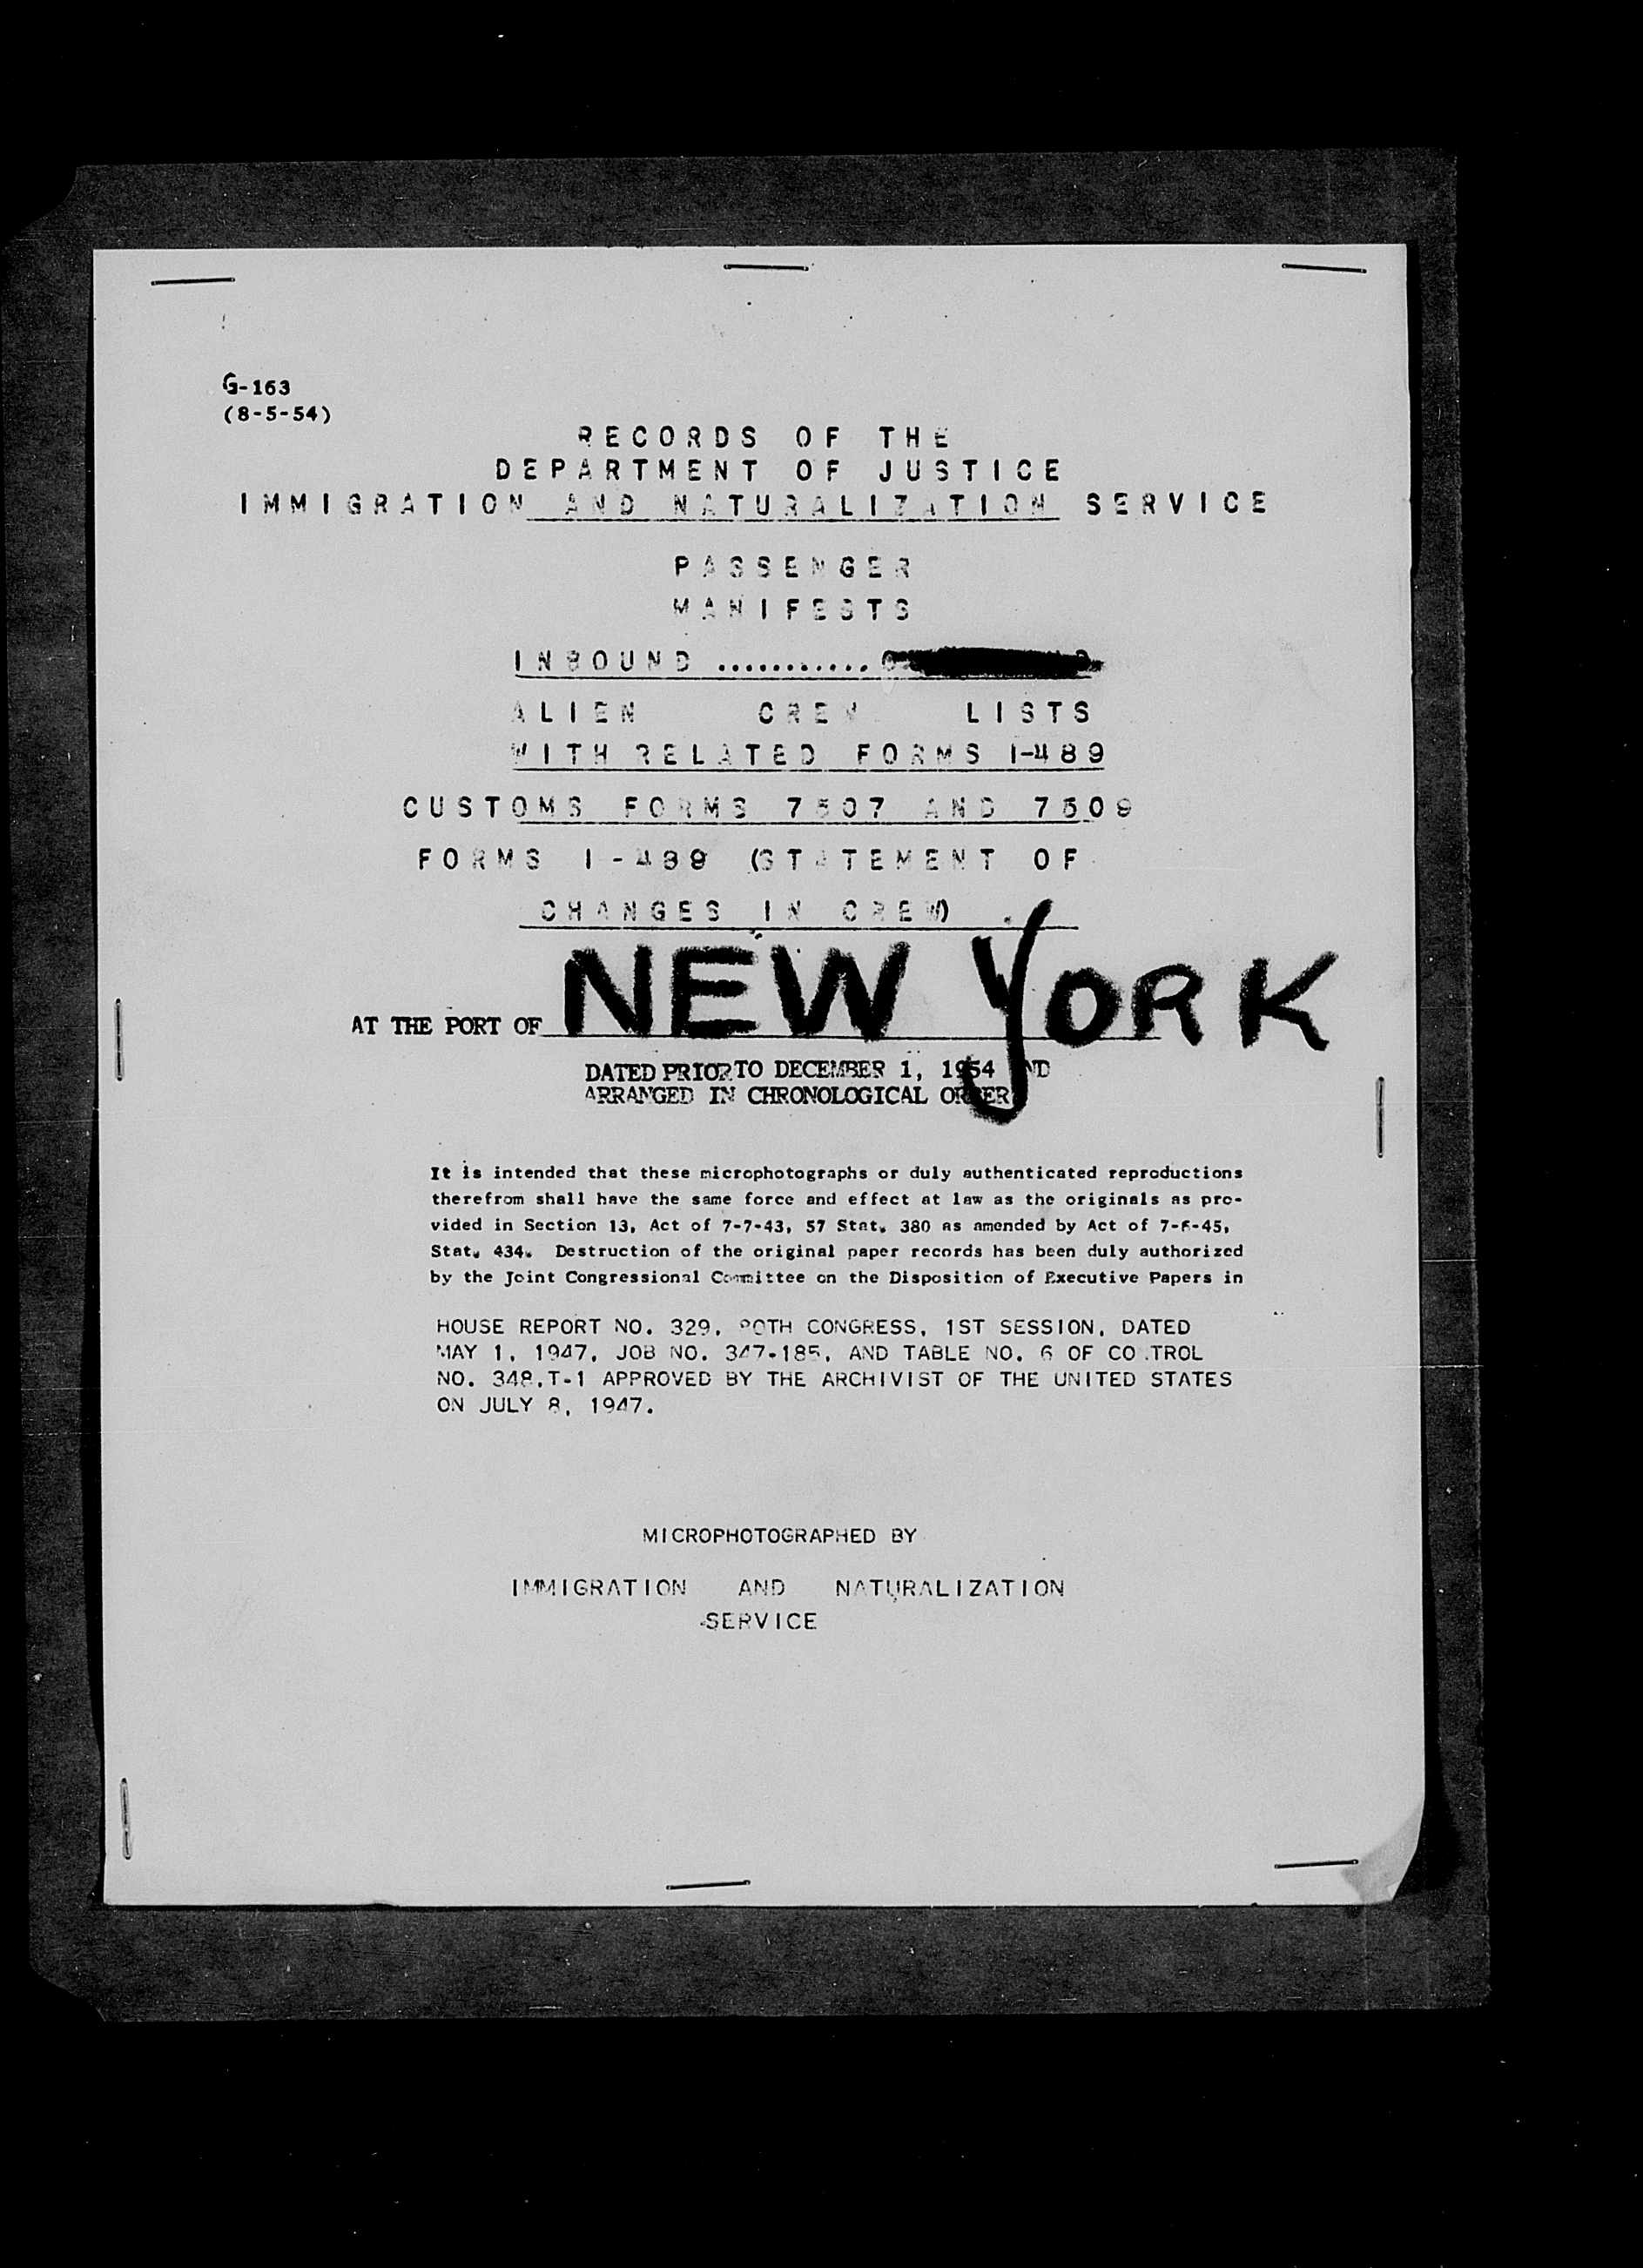 G-163
(8-5-54)
RECORDS OF THE
DEPARTMENT OF JUSTICE
IMMIGRATION AND NATURALIZATION SERVICE
PASSENGER
MANIFESTS
INBOUND ...........
ALIEN CREW LISTS
WITH RELATED FORMS I-489
CUSTOMS FORMS 7507 AND 7509
FORMS I-489 (STATEMENT OF
CHANGES IN CREW)
AT THE PORT OF NEW YORK
DATED PRIOR TO DECEMBER 1, 1954 AND
ARRANGED IN CHRONOLOGICAL ORDER
It is intended that these microphotographs or duly authenticated reproductions
therefrom shall have the same force and effect at law as the originals as pro-
vided in Section 13, Act of 7-7-43, 57 Stat. 380 as amended by Act of 7-6-45,
Stat. 434. Destruction of the original paper records has been duly authorized
by the Joint Congressional Committee on the Disposition of Executive Papers in
HOUSE REPORT NO. 329, 80TH CONGRESS, 1ST SESSION, DATED
MAY 1, 1947, JOB NO. 347-185, AND TABLE NO. 6 OF CONTROL
NO. 348,T-1 APPROVED BY THE ARCHIVIST OF THE UNITED STATES
ON JULY 8, 1947.
MICROPHOTOGRAPHED BY
IMMIGRATION AND NATURALIZATION
SERVICE